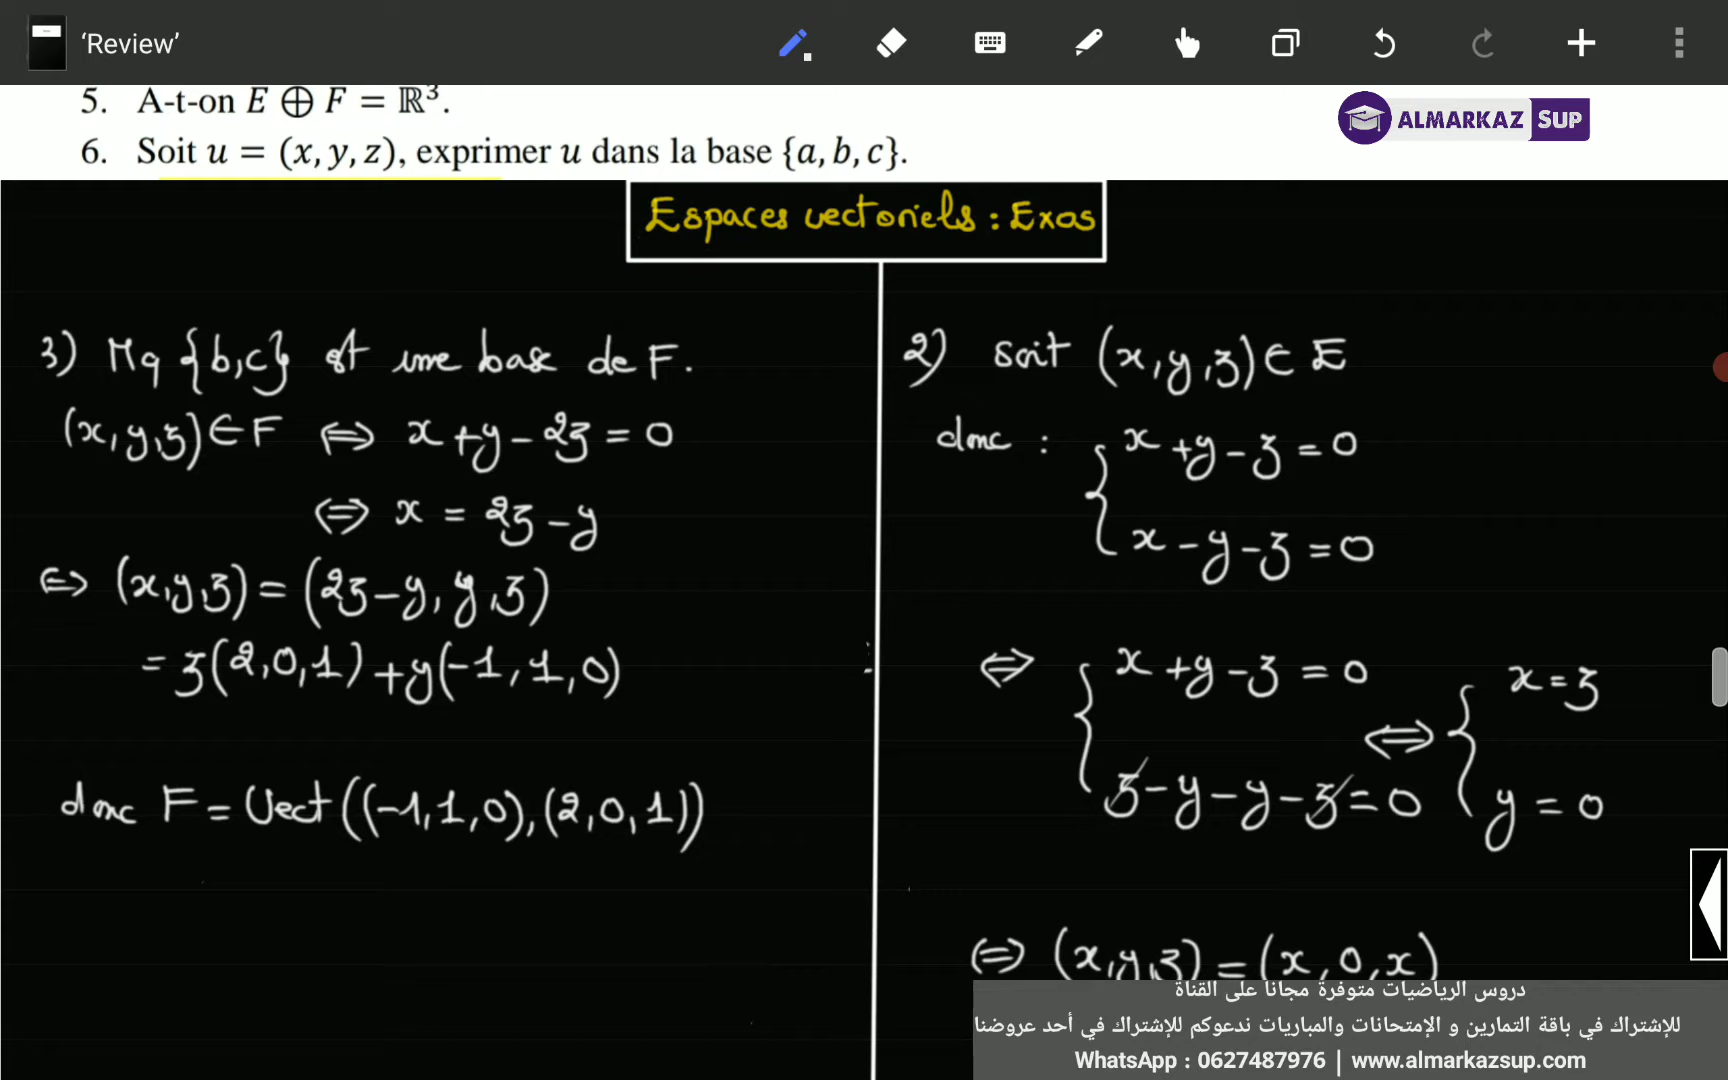 ‘Review’
5. A-t-on E ⊕ F = ℝ³.
6. Soit u = (x, y, z), exprimer u dans la base {a, b, c}.
ALMARKAZ SUP
Espaces vectoriels : Exos
3) Mq {b,c} est une base de F.
(x,y,z) ∈ F ⟺ x+y-2z = 0
⟺ x = 2z-y
⟺ (x,y,z) = (2z-y, y, z)
= z(2,0,1) + y(-1,1,0)
donc F = Vect((-1,1,0),(2,0,1))
2) soit (x,y,z) ∈ E
donc : { x+y-z = 0
x-y-z = 0
⟺ { x+y-z = 0
z-y-y-z = 0
⟺ { x = z
y = 0
⟺ (x,y,z) = (x,0,x)
دروس الرياضيات متوفرة مجانا على القناة
للإشتراك في باقة التمارين و الإمتحانات والمباريات ندعوكم للإشتراك في أحد عروضنا
WhatsApp : 0627487976 | www.almarkazsup.com